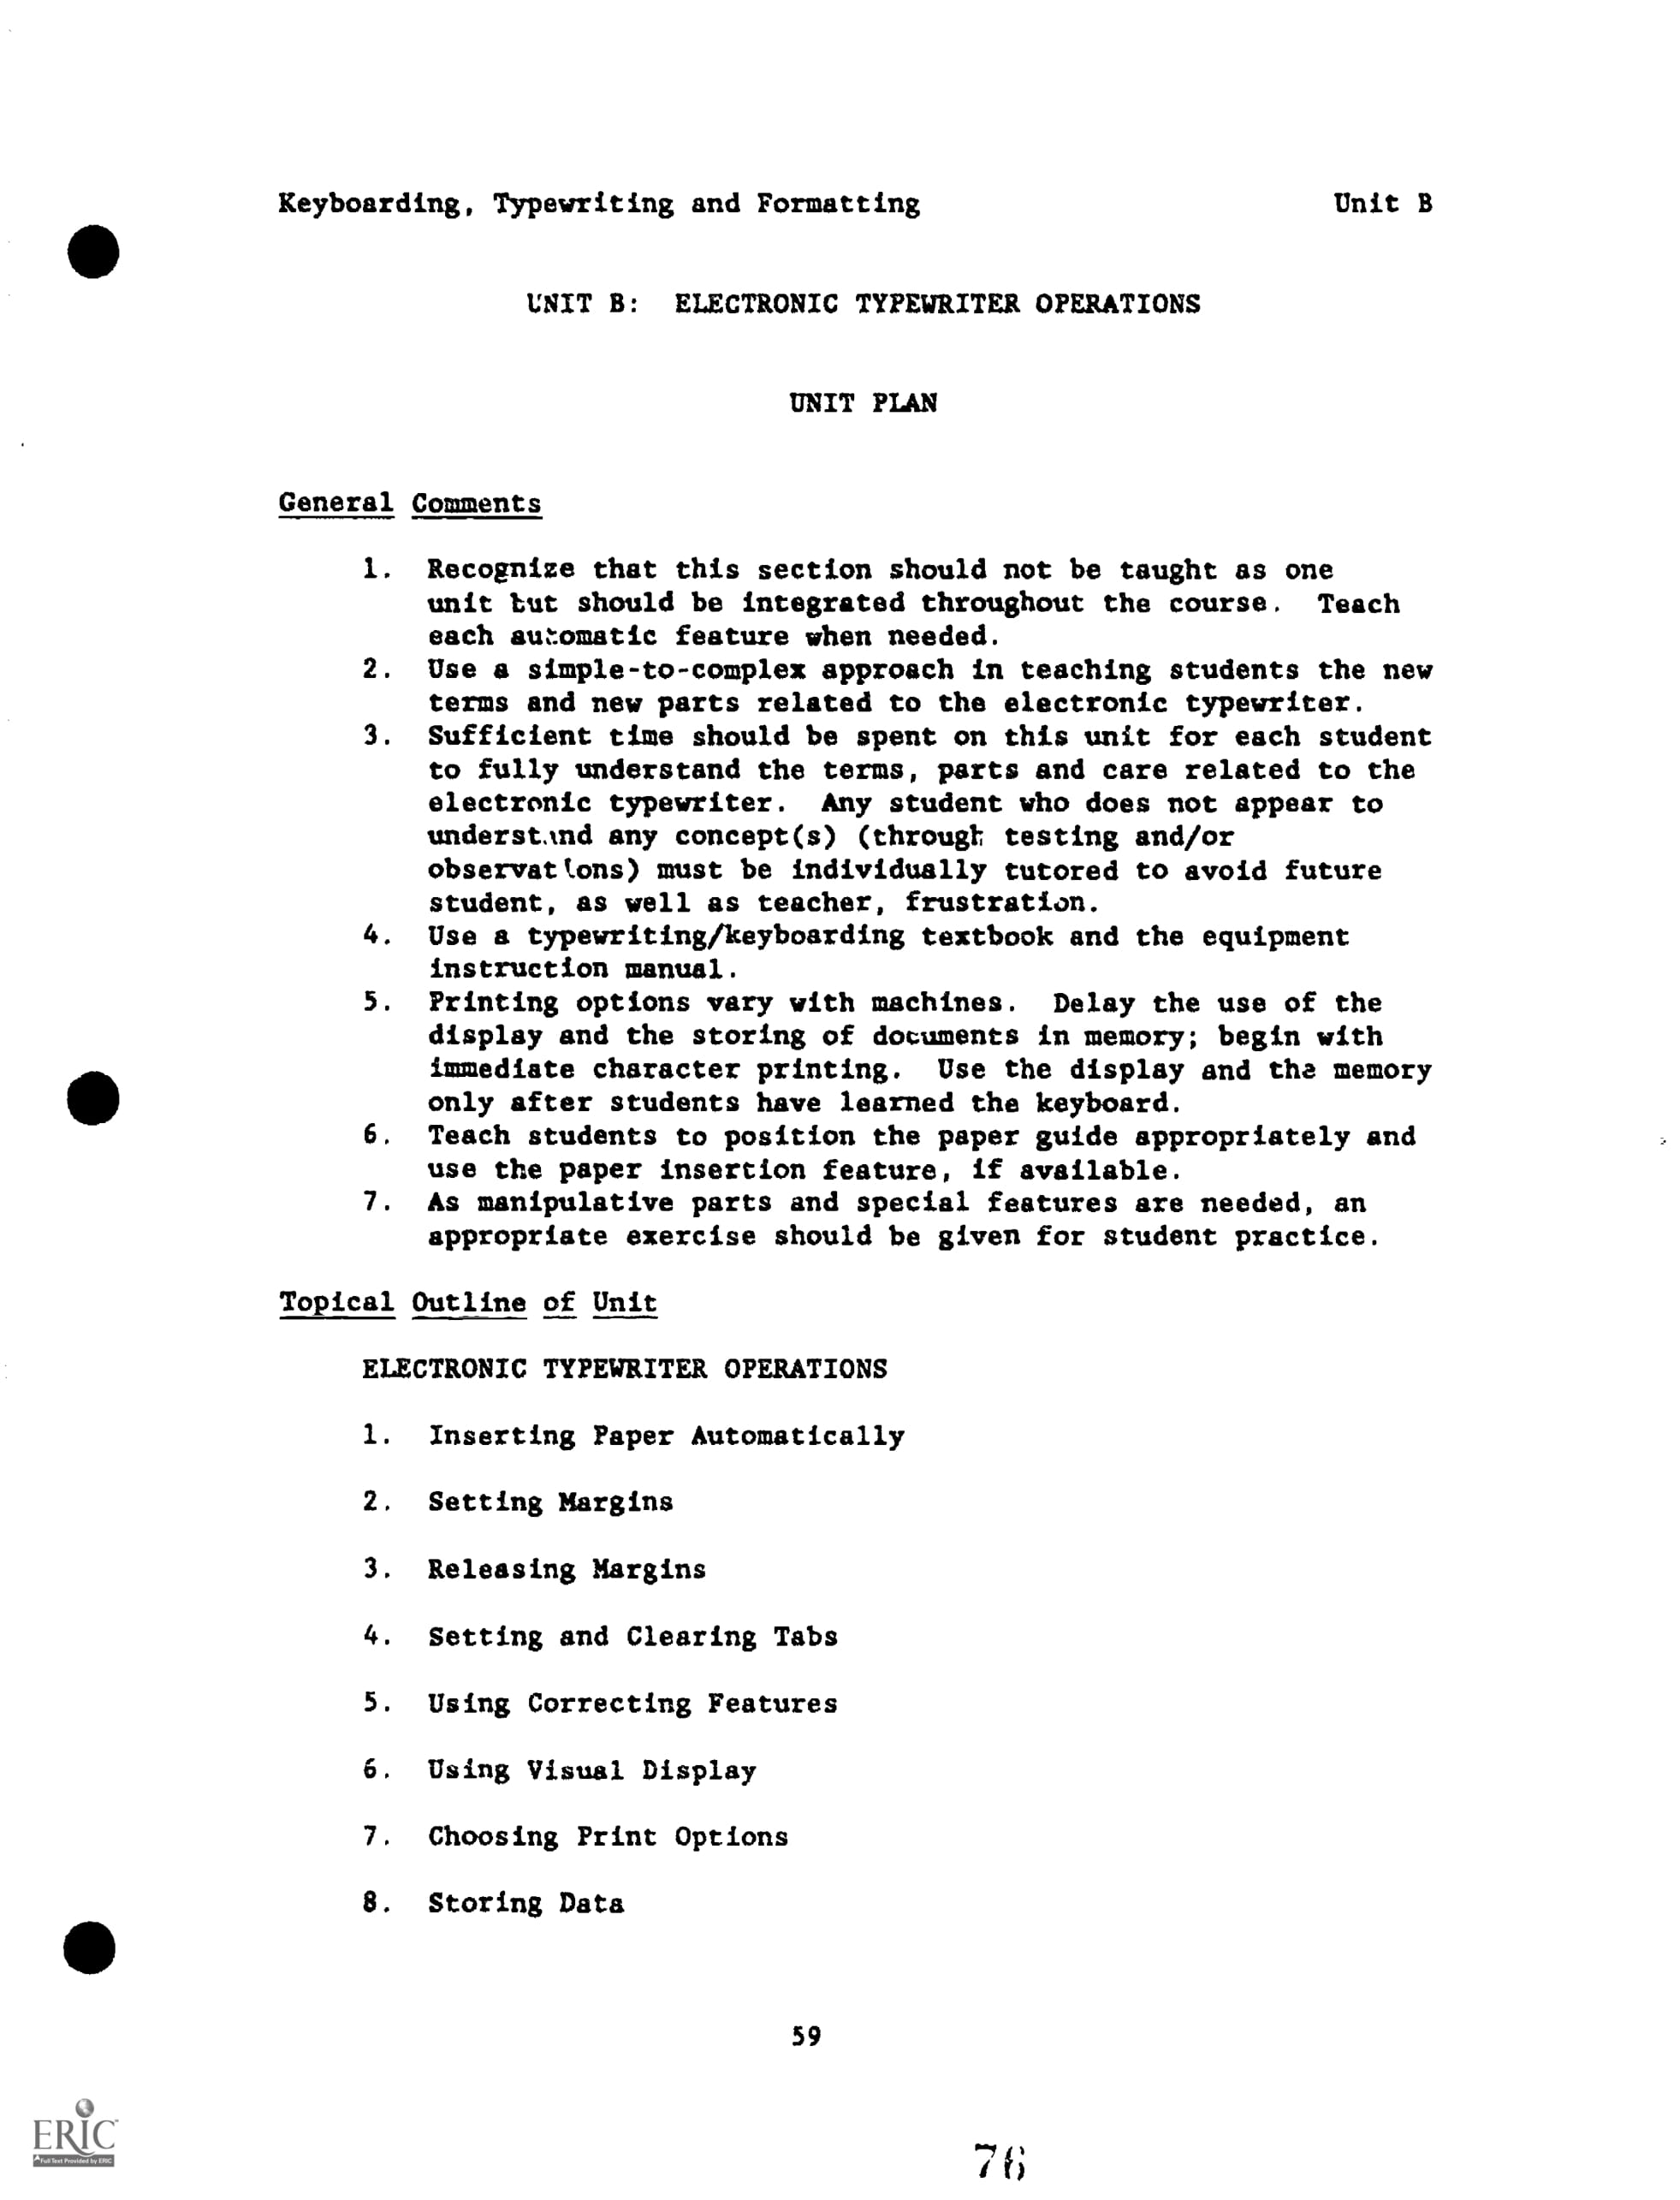 Keyboarding, Typewriting and Formatting Unit B
UNIT B: ELECTRONIC TYPEWRITER OPERATIONS
UNIT PLAN
General Comments
1. Recognize that this section should not be taught as one
unit but should be integrated throughout the course. Teach
each automatic feature when needed.
2. Use a simple-to-complex approach in teaching students the new
terms and new parts related to the electronic typewriter.
3. Sufficient time should be spent on this unit for each student
to fully understand the terms, parts and care related to the
electronic typewriter. Any student who does not appear to
understand any concept(s) (through testing and/or
observations) must be individually tutored to avoid future
student, as well as teacher, frustration.
4. Use a typewriting/keyboarding textbook and the equipment
instruction manual.
5. Printing options vary with machines. Delay the use of the
display and the storing of documents in memory; begin with
immediate character printing. Use the display and the memory
only after students have learned the keyboard.
6. Teach students to position the paper guide appropriately and
use the paper insertion feature, if available.
7. As manipulative parts and special features are needed, an
appropriate exercise should be given for student practice.
Topical Outline of Unit
ELECTRONIC TYPEWRITER OPERATIONS
1. Inserting Paper Automatically
2. Setting Margins
3. Releasing Margins
4. Setting and Clearing Tabs
5. Using Correcting Features
6. Using Visual Display
7. Choosing Print Options
8. Storing Data
59
ERIC
Full Text Provided by ERIC
76